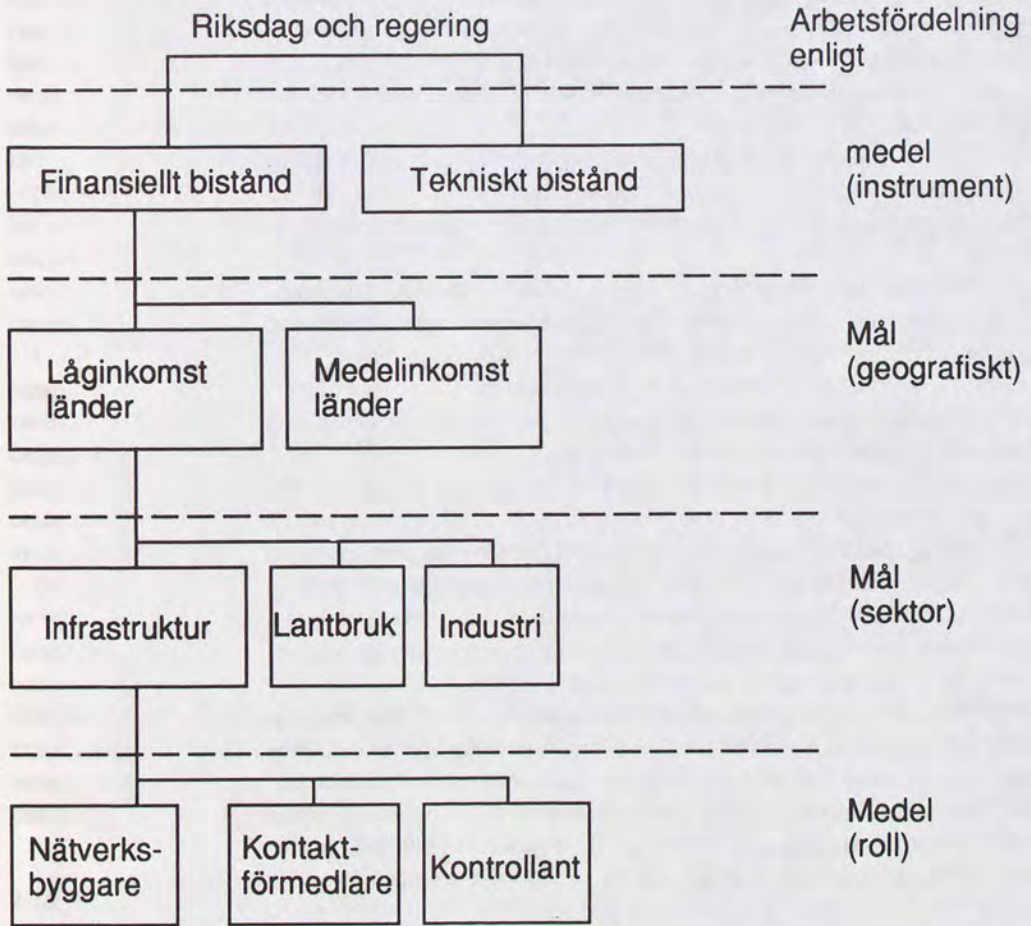 Riksdag och regering
Arbetsfördelning
enligt
Finansiellt bistånd
Tekniskt bistånd
medel
(instrument)
Låginkomst
länder
Medelinkomst
länder
Mål
(geografiskt)
Infrastruktur
Lantbruk
Industri
Mål
(sektor)
Nätverks-
byggare
Kontakt-
förmedlare
Kontrollant
Medel
(roll)